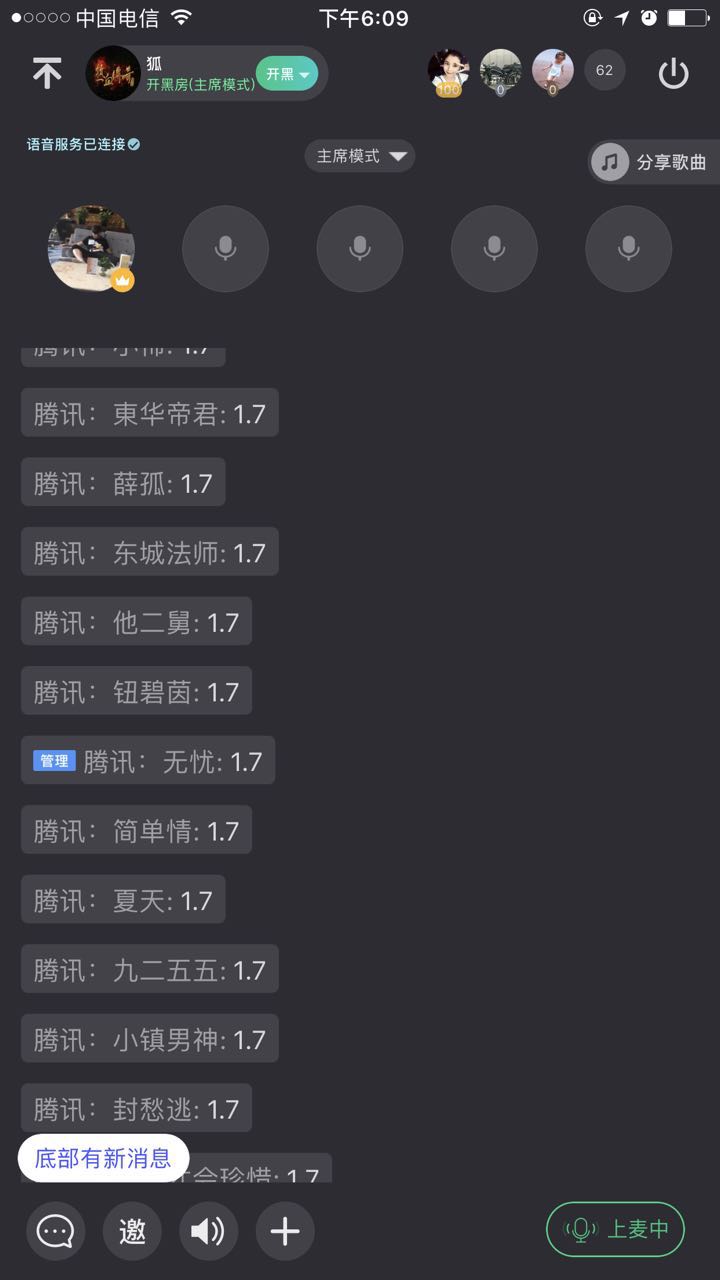 中国电信
下午6:09
狐
开黑房(主席模式)
开黑
100
0
0
62
语音服务已连接
主席模式
分享歌曲
腾讯：東华帝君: 1.7
腾讯：薛孤: 1.7
腾讯：东城法师: 1.7
腾讯：他二舅: 1.7
腾讯：钮碧茵: 1.7
管理 腾讯：无忧: 1.7
腾讯：简单情: 1.7
腾讯：夏天: 1.7
腾讯：九二五五: 1.7
腾讯：小镇男神: 1.7
腾讯：封愁逃: 1.7
底部有新消息
会珍惜: 1.7
邀
上麦中